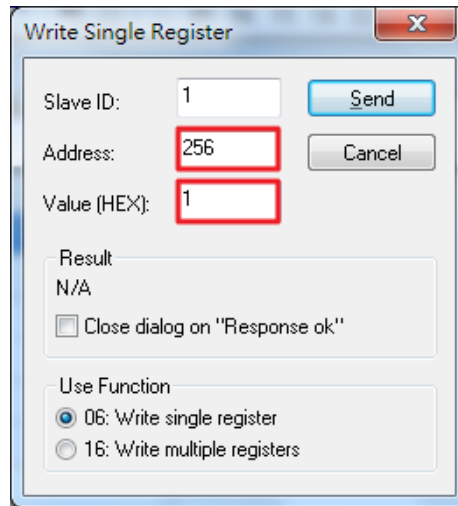 Write Single Register
Slave ID: 1 Send
Address: 256 Cancel
Value (HEX): 1
Result
N/A
Close dialog on "Response ok"
Use Function
06: Write single register
16: Write multiple registers